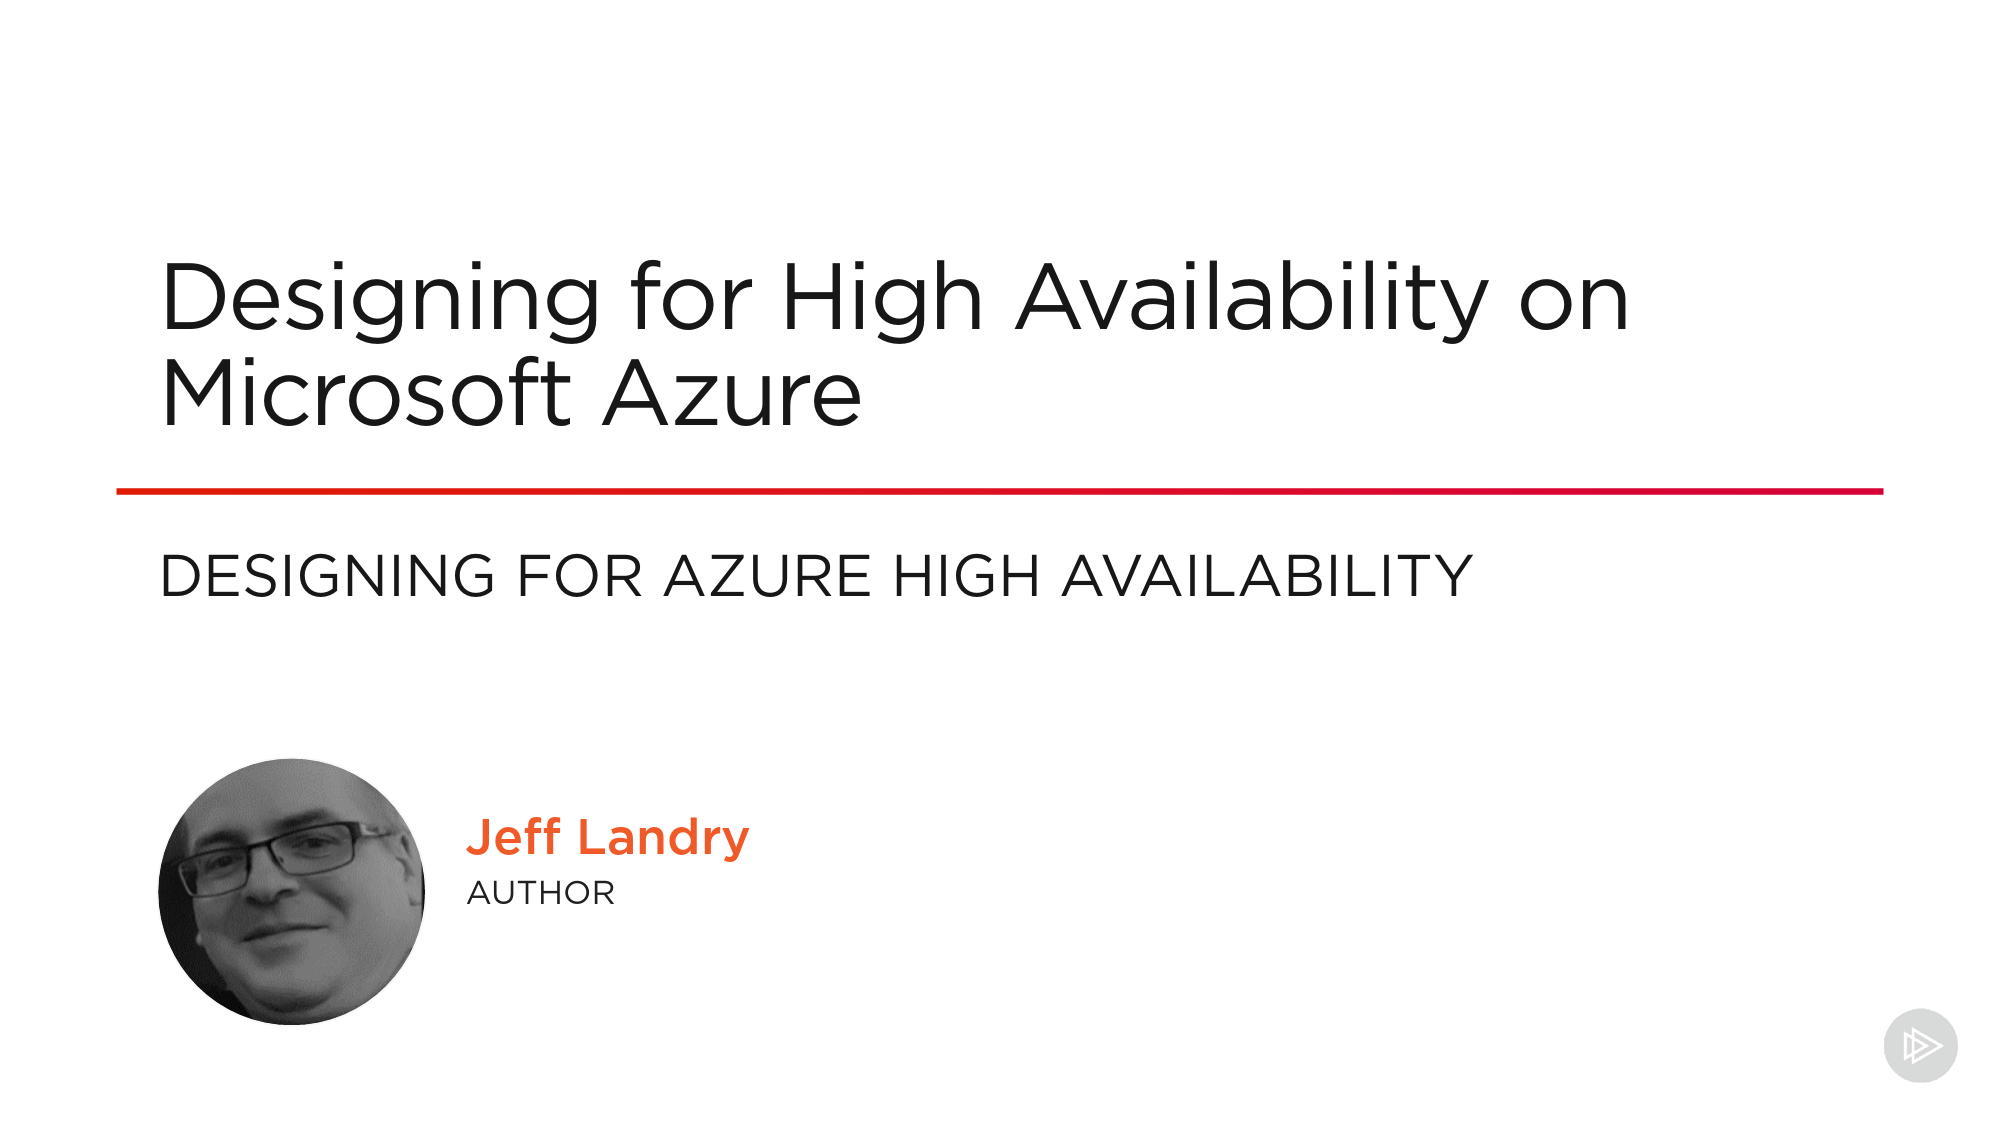 Designing for High Availability on
Microsoft Azure
DESIGNING FOR AZURE HIGH AVAILABILITY
Jeff Landry
AUTHOR